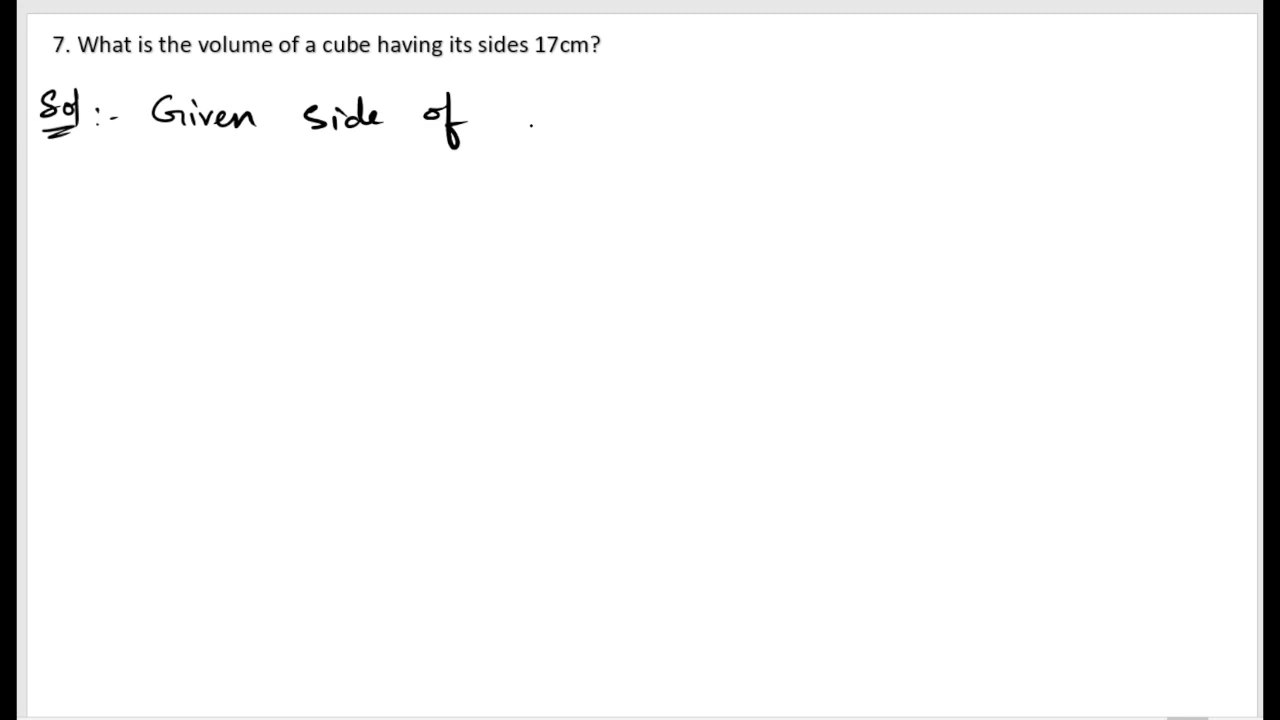 7. What is the volume of a cube having its sides 17cm?
Sol :- Given side of